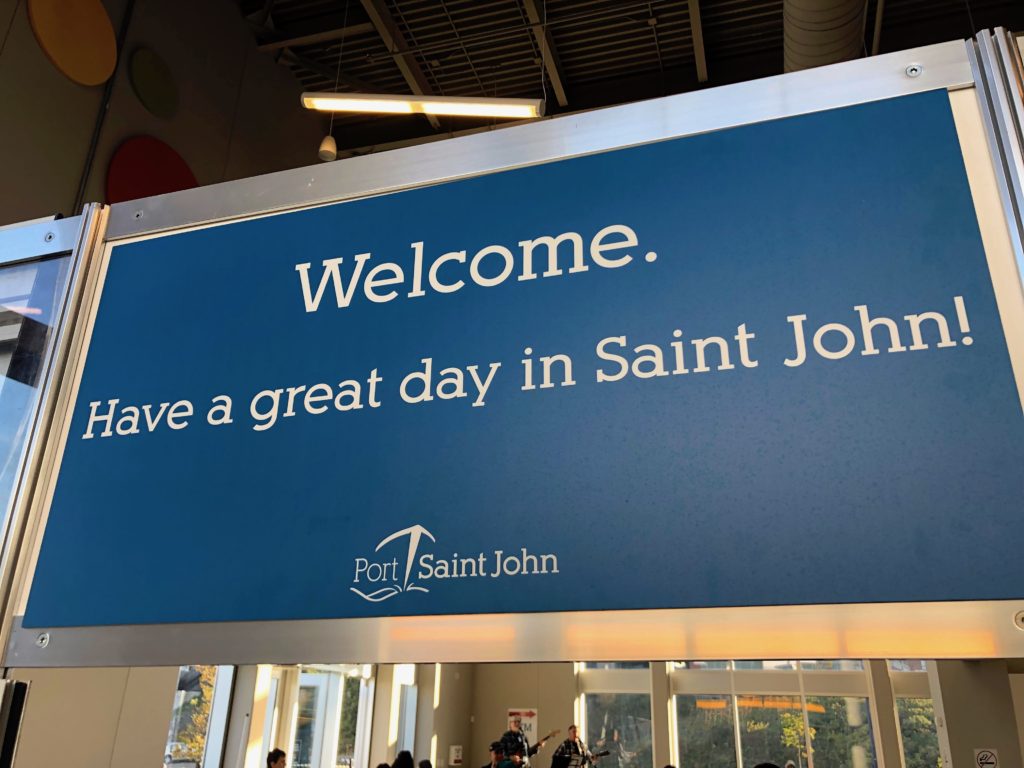 Welcome.
Have a great day in Saint John!
Port Saint John